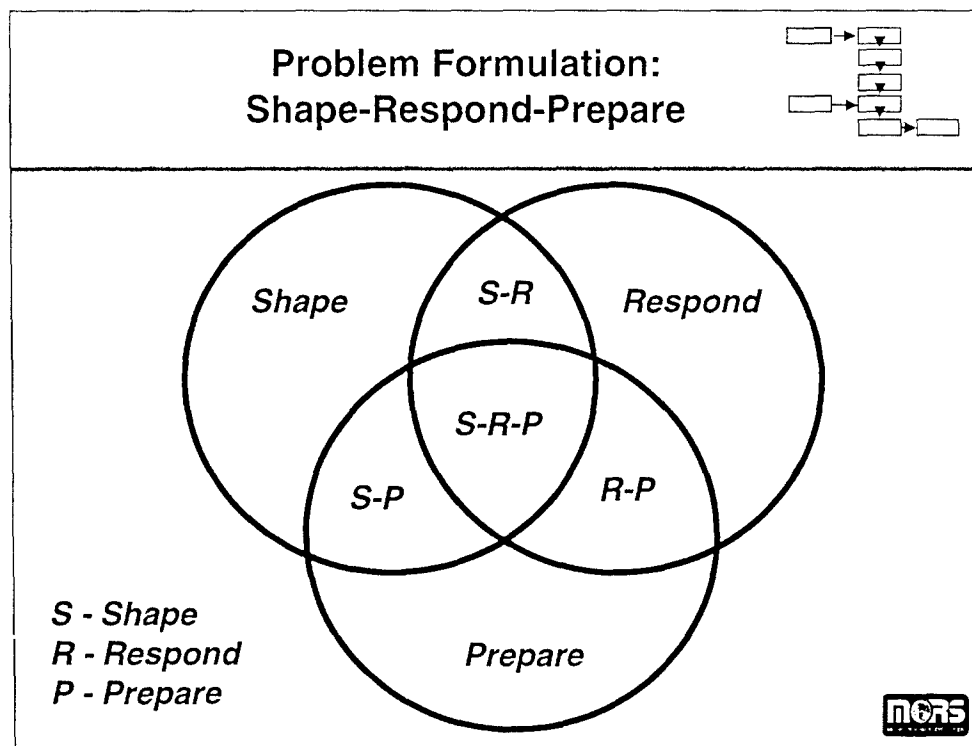 Problem Formulation:
Shape-Respond-Prepare
Shape
S-R
Respond
S-R-P
S-P
R-P
Prepare
S - Shape
R - Respond
P - Prepare
MORS